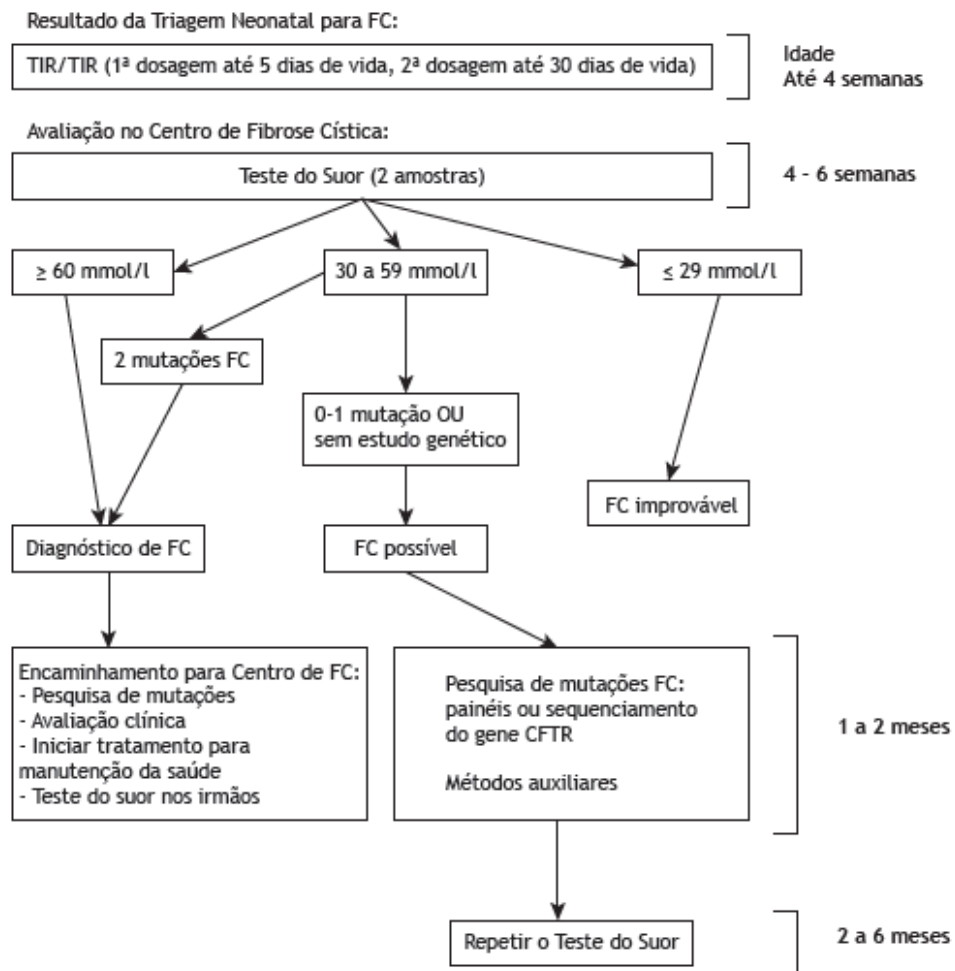 Resultado da Triagem Neonatal para FC:
TIR/TIR (1ª dosagem até 5 dias de vida, 2ª dosagem até 30 dias de vida)
Idade
Até 4 semanas
Avaliação no Centro de Fibrose Cística:
Teste do Suor (2 amostras)
4 - 6 semanas
≥ 60 mmol/l
30 a 59 mmol/l
≤ 29 mmol/l
2 mutações FC
0-1 mutação OU
sem estudo genético
FC improvável
Diagnóstico de FC
FC possível
Encaminhamento para Centro de FC:
- Pesquisa de mutações
- Avaliação clínica
- Iniciar tratamento para
manutenção da saúde
- Teste do suor nos irmãos
Pesquisa de mutações FC:
painéis ou sequenciamento
do gene CFTR
Métodos auxiliares
1 a 2 meses
Repetir o Teste do Suor
2 a 6 meses